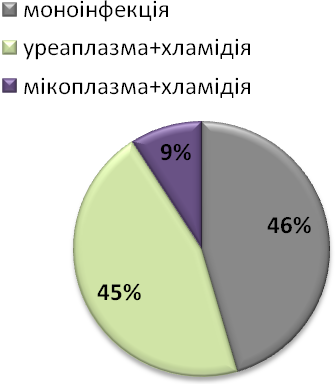 моноінфекція
уреаплазма+хламідія
мікоплазма+хламідія
9%
46%
45%